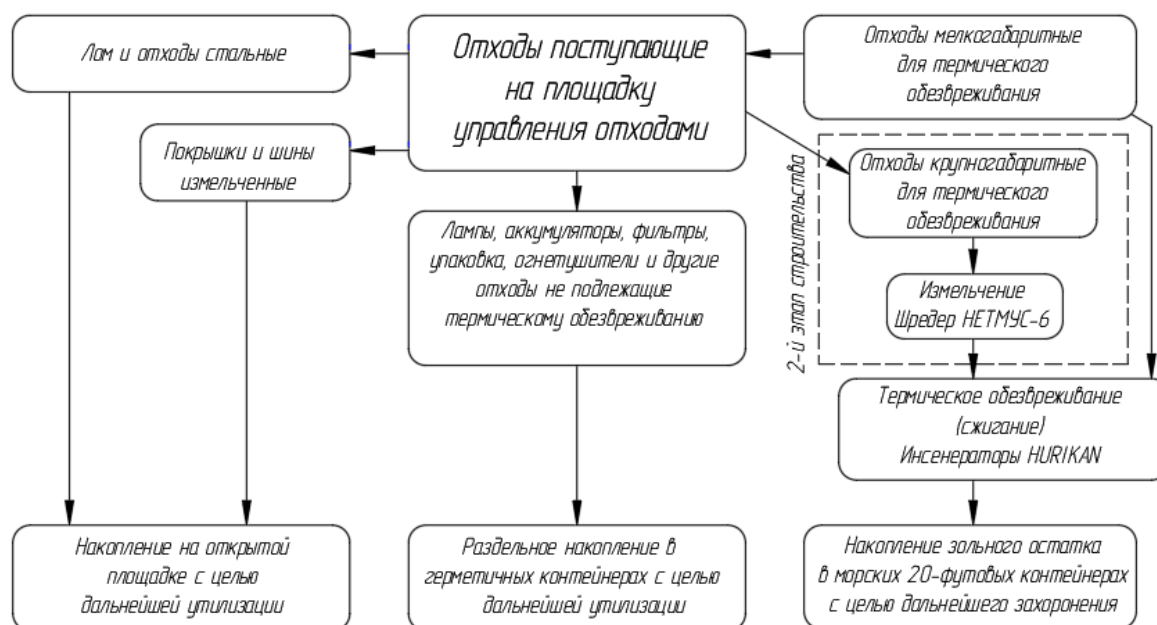 Лом и отходы стальные
Отходы поступающие
на площадку
управления отходами
Отходы мелкогабаритные
для термического
обезвреживания
Покрышки и шины
измельченные
2-й этап строительства
Отходы крупногабаритные
для термического
обезвреживания
Лампы, аккумуляторы, фильтры,
упаковка, огнетушители и другие
отходы не подлежащие
термическому обезвреживанию
Измельчение
Шредер НЕТМУС-6
Термическое обезвреживание
(сжигание)
Инсенераторы HURIKAN
Накопление на открытой
площадке с целью
дальнейшей утилизации
Раздельное накопление в
герметичных контейнерах с целью
дальнейшей утилизации
Накопление зольного остатка
в морских 20-футовых контейнерах
с целью дальнейшего захоронения